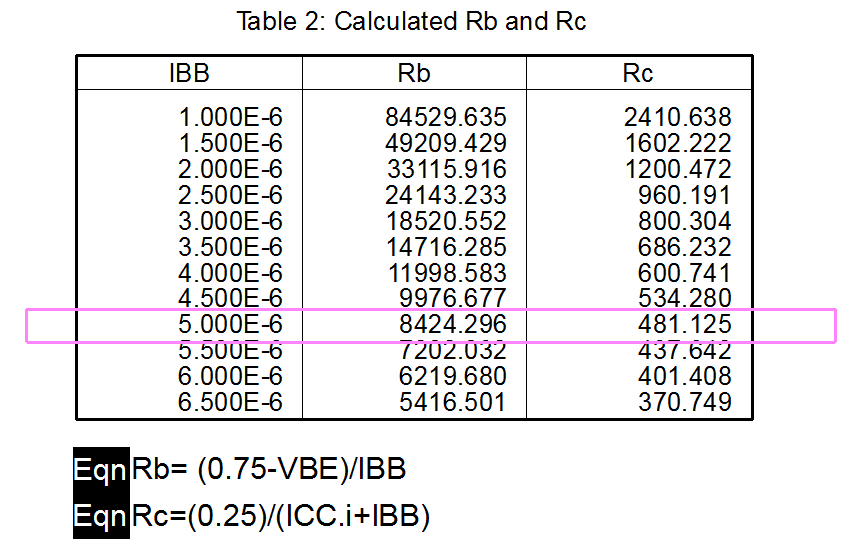 Table 2: Calculated Rb and Rc
IBB Rb Rc
1.000E-6 84529.635 2410.638
1.500E-6 49209.429 1602.222
2.000E-6 33115.916 1200.472
2.500E-6 24143.233 960.191
3.000E-6 18520.552 800.304
3.500E-6 14716.285 686.232
4.000E-6 11998.583 600.741
4.500E-6 9976.677 534.280
5.000E-6 8424.296 481.125
5.500E-6 7202.032 437.642
6.000E-6 6219.680 401.408
6.500E-6 5416.501 370.749
Eqn Rb= (0.75-VBE)/IBB
Eqn Rc=(0.25)/(ICC.i+IBB)